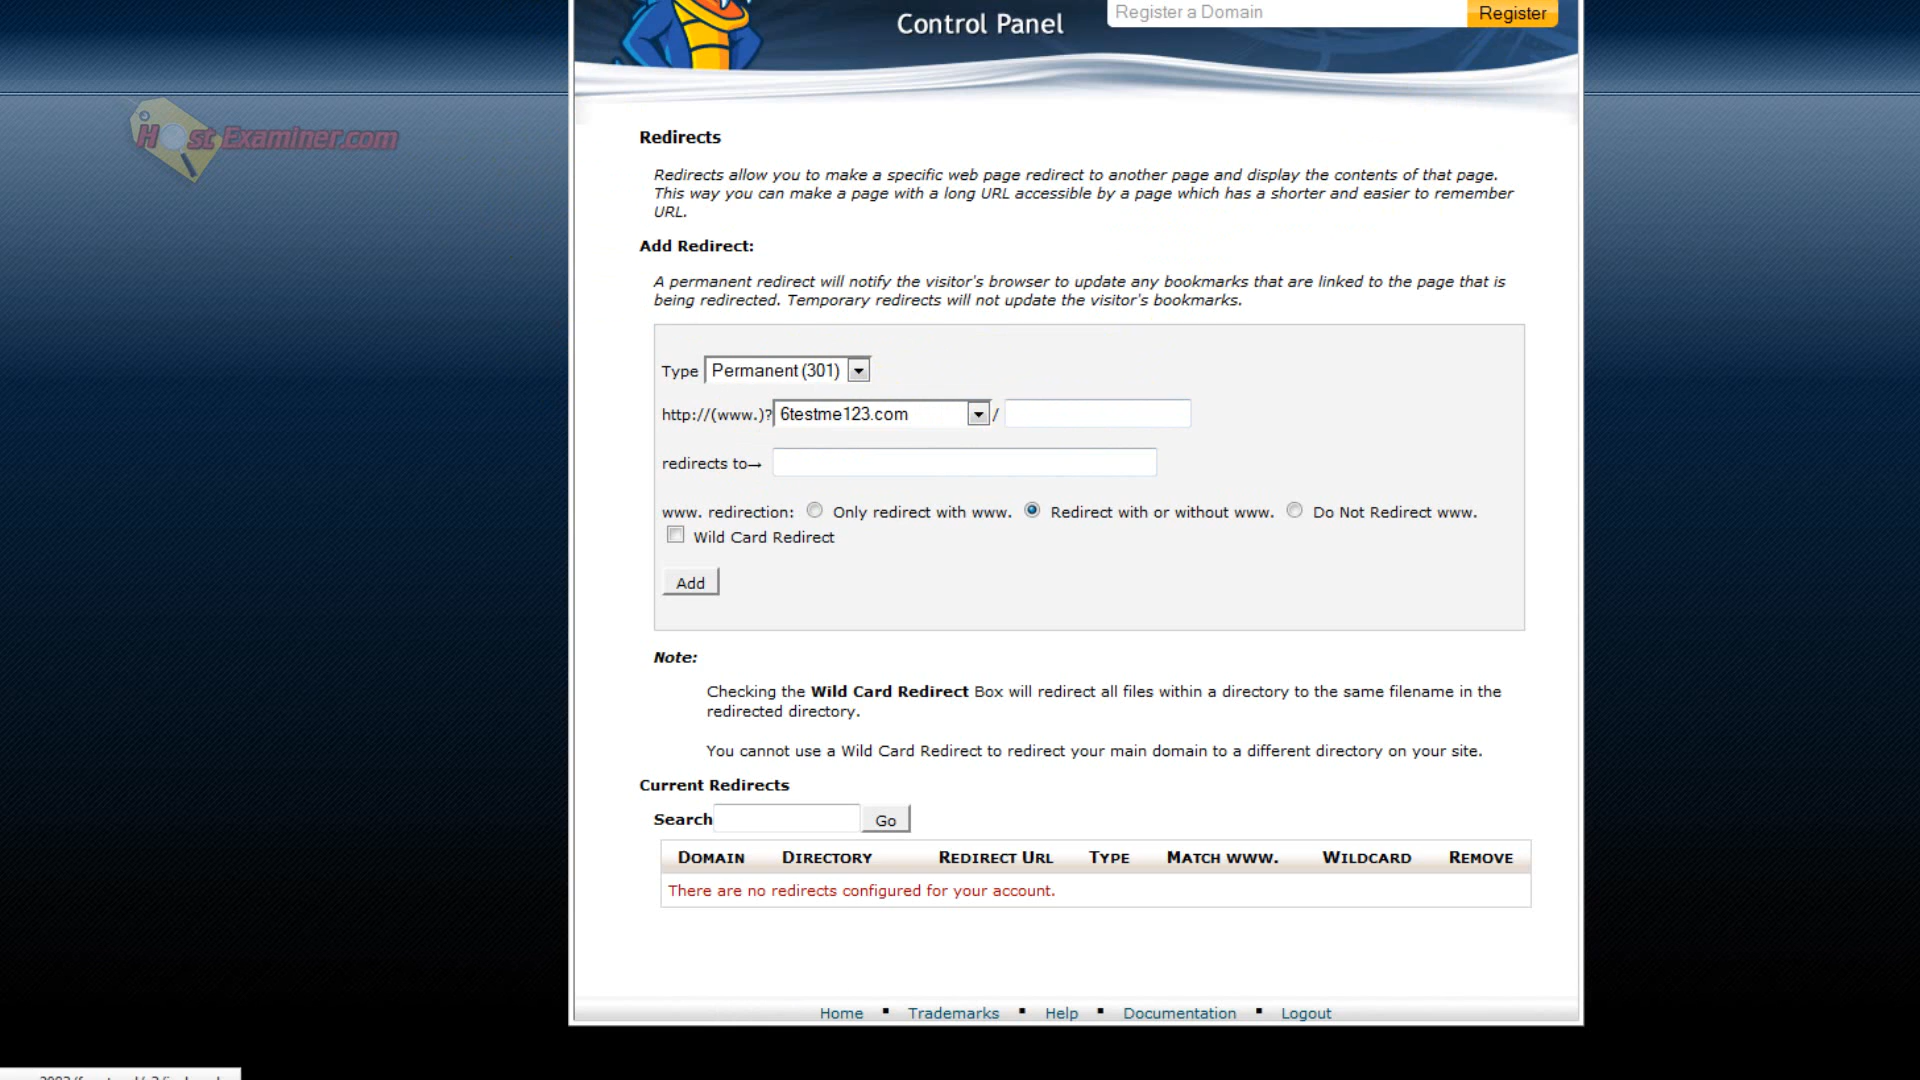 Control Panel
Register a Domain
Register
Host Examiner.com
Redirects
Redirects allow you to make a specific web page redirect to another page and display the contents of that page.
This way you can make a page with a long URL accessible by a page which has a shorter and easier to remember
URL.
Add Redirect:
A permanent redirect will notify the visitor's browser to update any bookmarks that are linked to the page that is
being redirected. Temporary redirects will not update the visitor's bookmarks.
Type Permanent (301)
http://(www.)? 6testme123.com /
redirects to→
www. redirection: Only redirect with www. Redirect with or without www. Do Not Redirect www.
Wild Card Redirect
Add
Note:
Checking the Wild Card Redirect Box will redirect all files within a directory to the same filename in the
redirected directory.
You cannot use a Wild Card Redirect to redirect your main domain to a different directory on your site.
Current Redirects
Search Go
DOMAIN DIRECTORY REDIRECT URL TYPE MATCH WWW. WILDCARD REMOVE
There are no redirects configured for your account.
Home ▪ Trademarks ▪ Help ▪ Documentation ▪ Logout